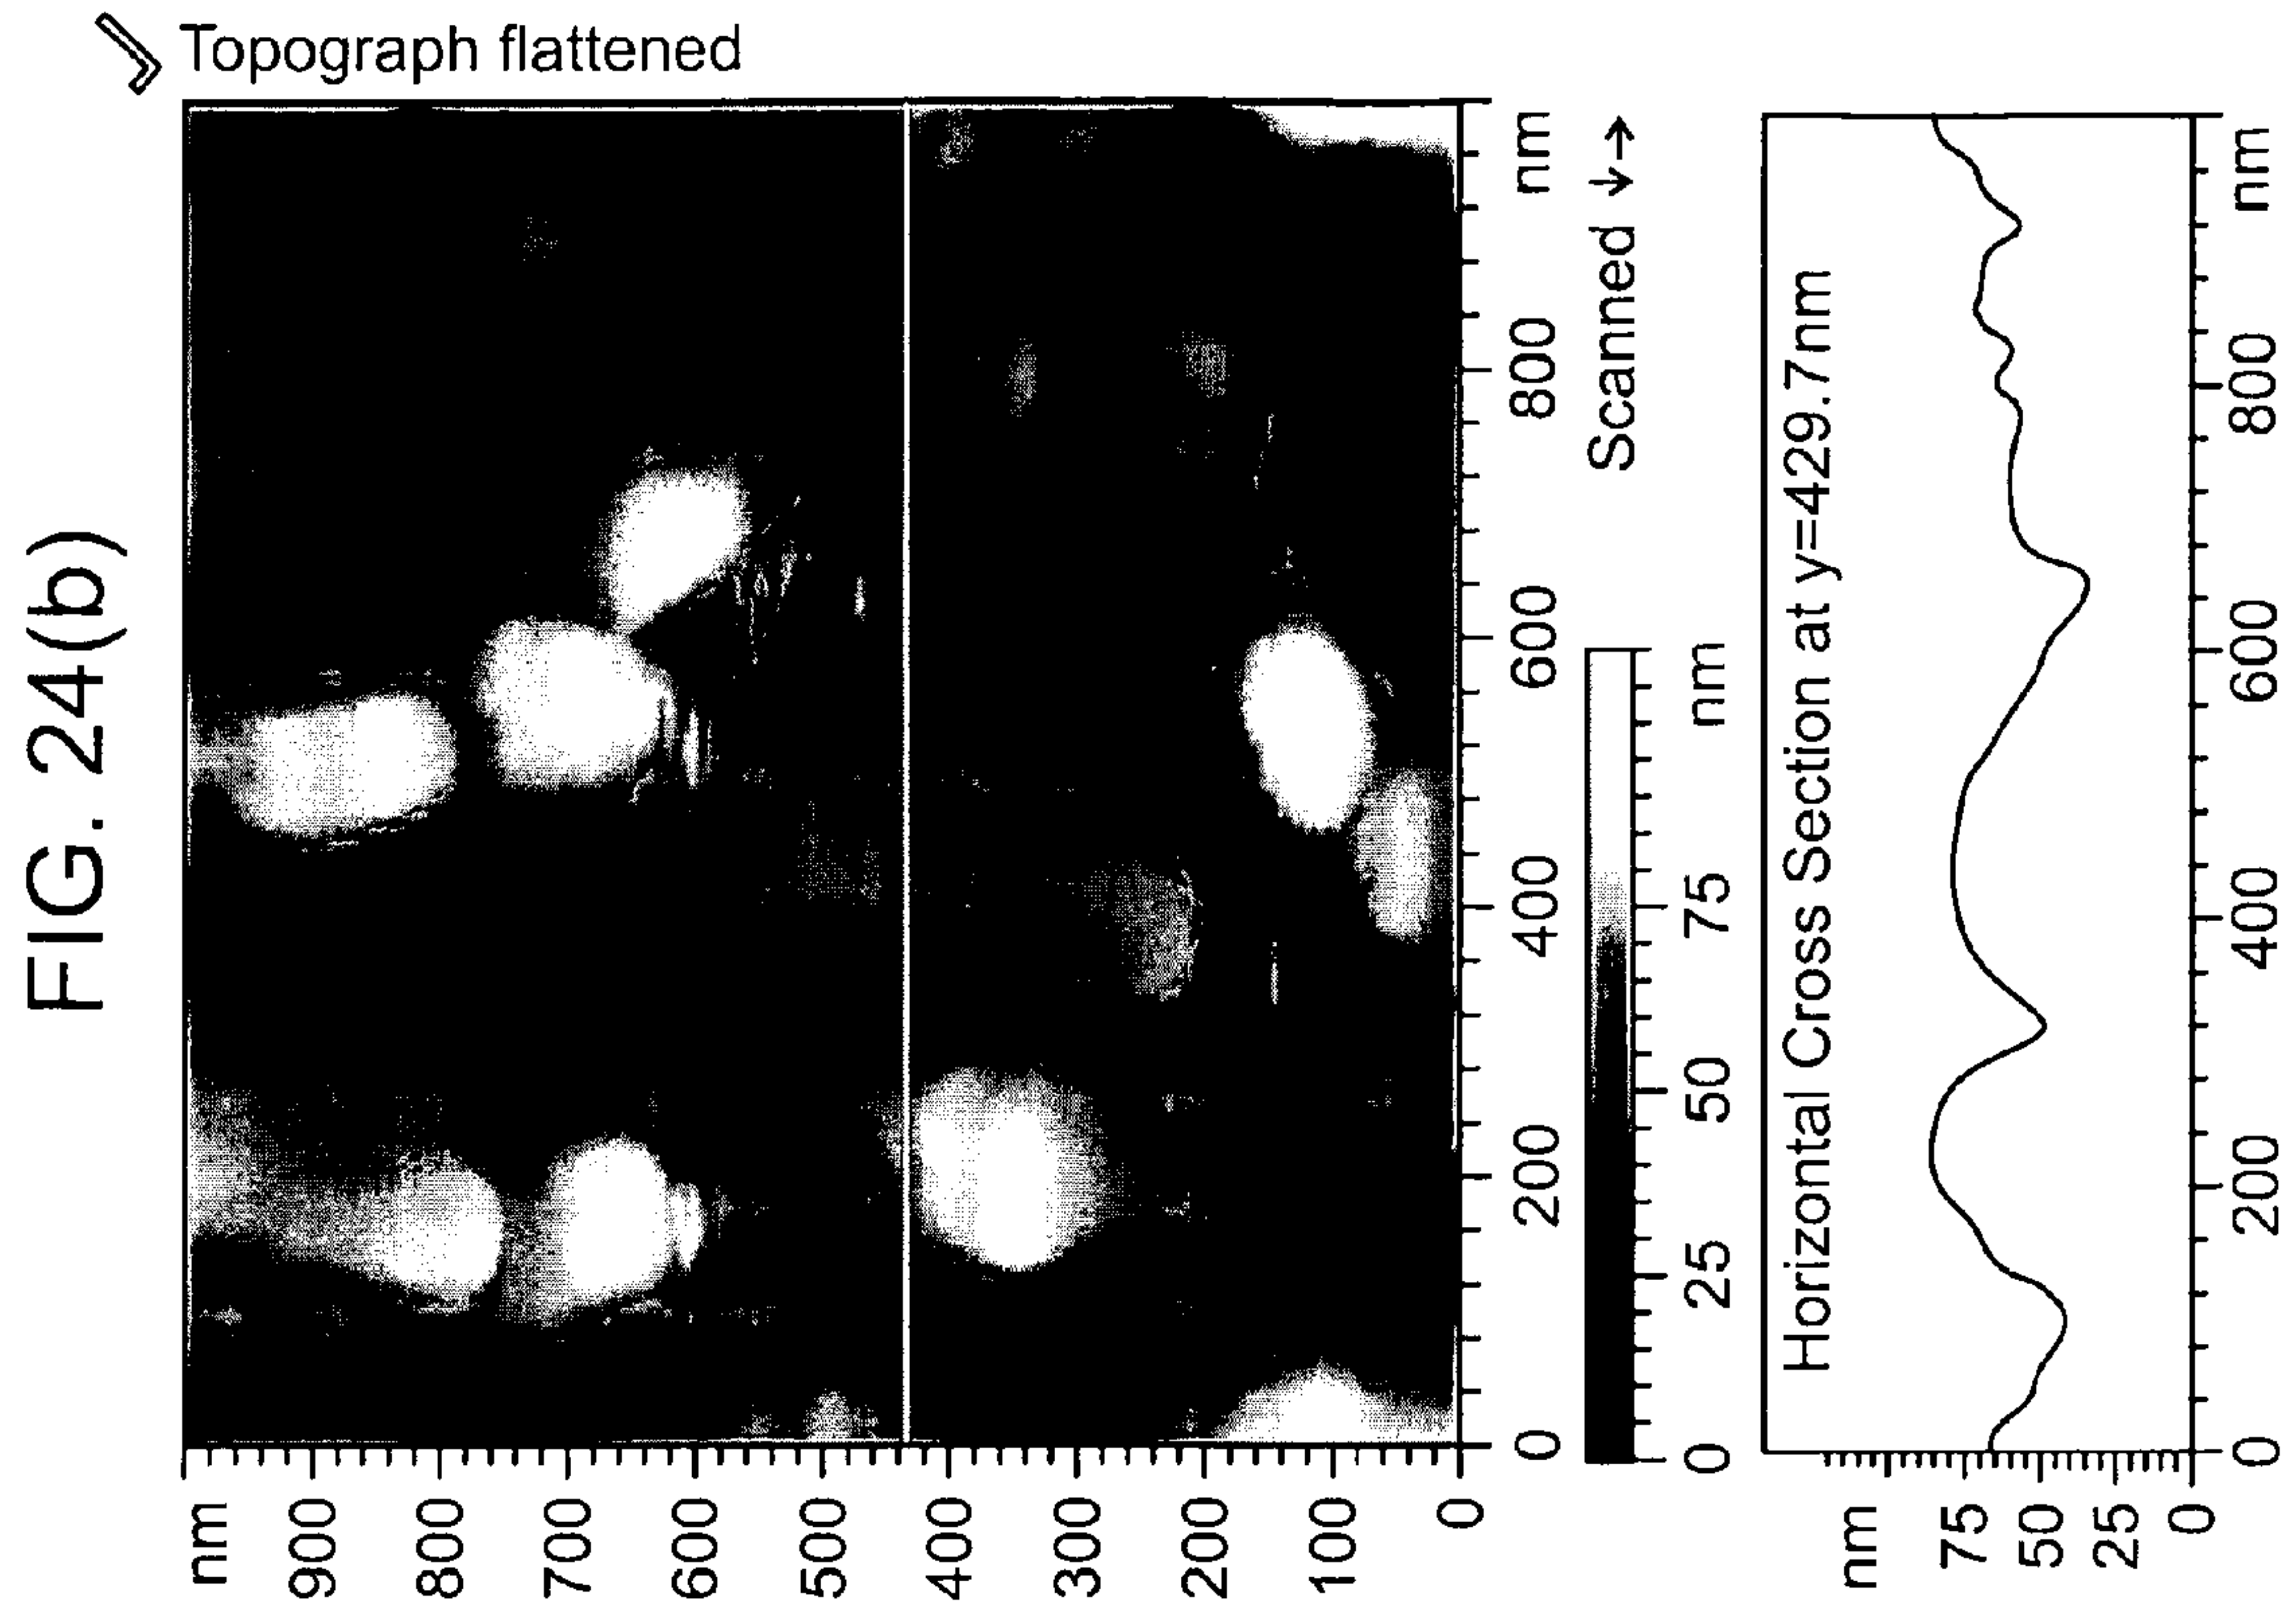 FIG. 24(b)
Topograph flattened
nm
900
800
700
600
500
400
300
200
100
0
0 200 400 600 800 nm
Scanned ↓→
0 25 50 75 nm
Horizontal Cross Section at y=429.7nm
nm
75
50
25
0
0 200 400 600 800 nm